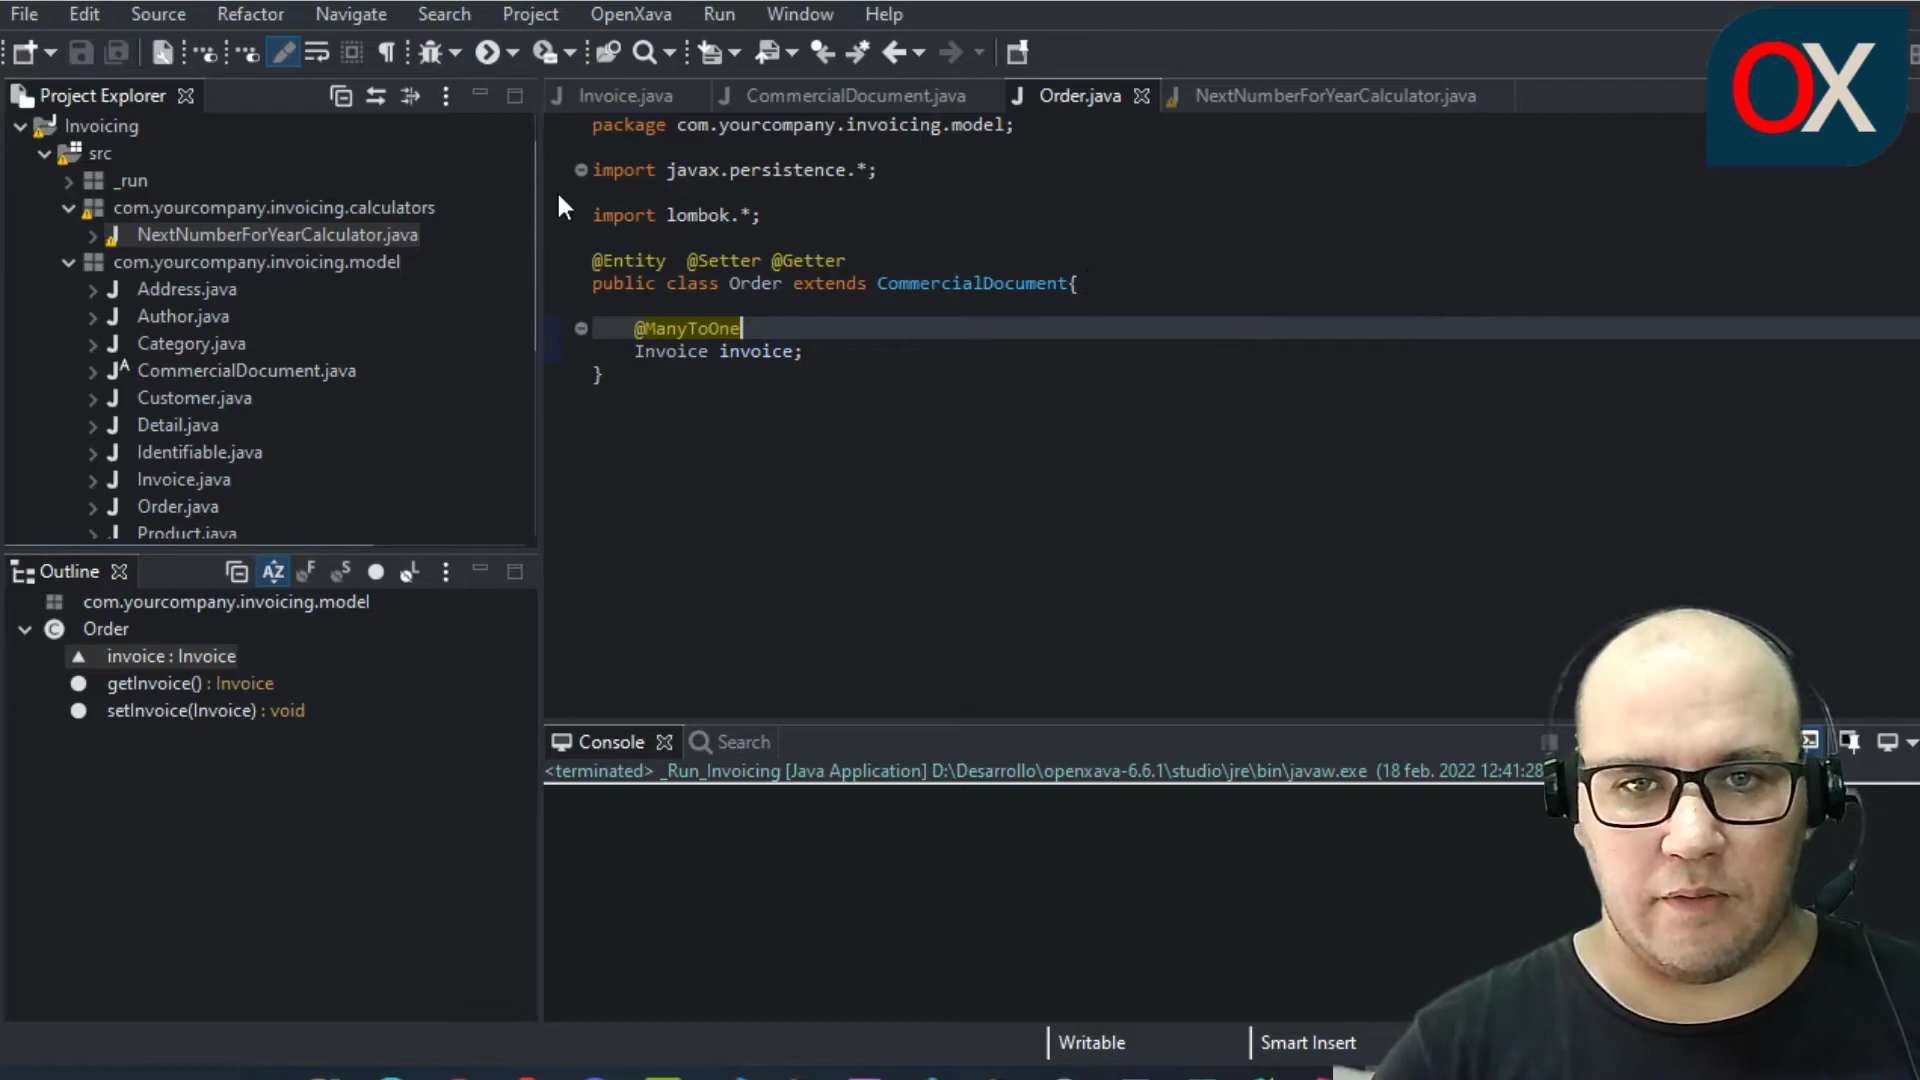 File Edit Source Refactor Navigate Search Project OpenXava Run Window Help
OX
Project Explorer
Invoice.java CommercialDocument.java Order.java NextNumberForYearCalculator.java
Invoicing
src
_run
com.yourcompany.invoicing.calculators
NextNumberForYearCalculator.java
com.yourcompany.invoicing.model
Address.java
Author.java
Category.java
CommercialDocument.java
Customer.java
Detail.java
Identifiable.java
Invoice.java
Order.java
Product.java
package com.yourcompany.invoicing.model;
import javax.persistence.*;
import lombok.*;
@Entity @Setter @Getter
public class Order extends CommercialDocument{
@ManyToOne
Invoice invoice;
}
Outline
com.yourcompany.invoicing.model
Order
invoice : Invoice
getInvoice() : Invoice
setInvoice(Invoice) : void
Console Search
<terminated> _Run_Invoicing [Java Application] D:\Desarrollo\openxava-6.6.1\studio\jre\bin\javaw.exe (18 feb. 2022 12:41:28
Writable Smart Insert